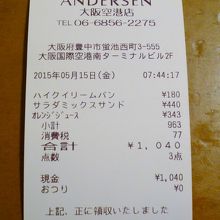 ANDERSEN
大阪空港店
TEL 06-6856-2275
大阪府豊中市蛍池西町3-555
大阪国際空港南ターミナルビル2F
2015年05月15日(金) 07:44:17
ハイクイリームパン ¥180
サラダミックスサンド ¥440
オレンジジュース ¥343
小計 963
消費税 77
合計 ¥1,040
点数 3点
現金 ¥1,040
おつり ¥0
上記、正に領収いたしました